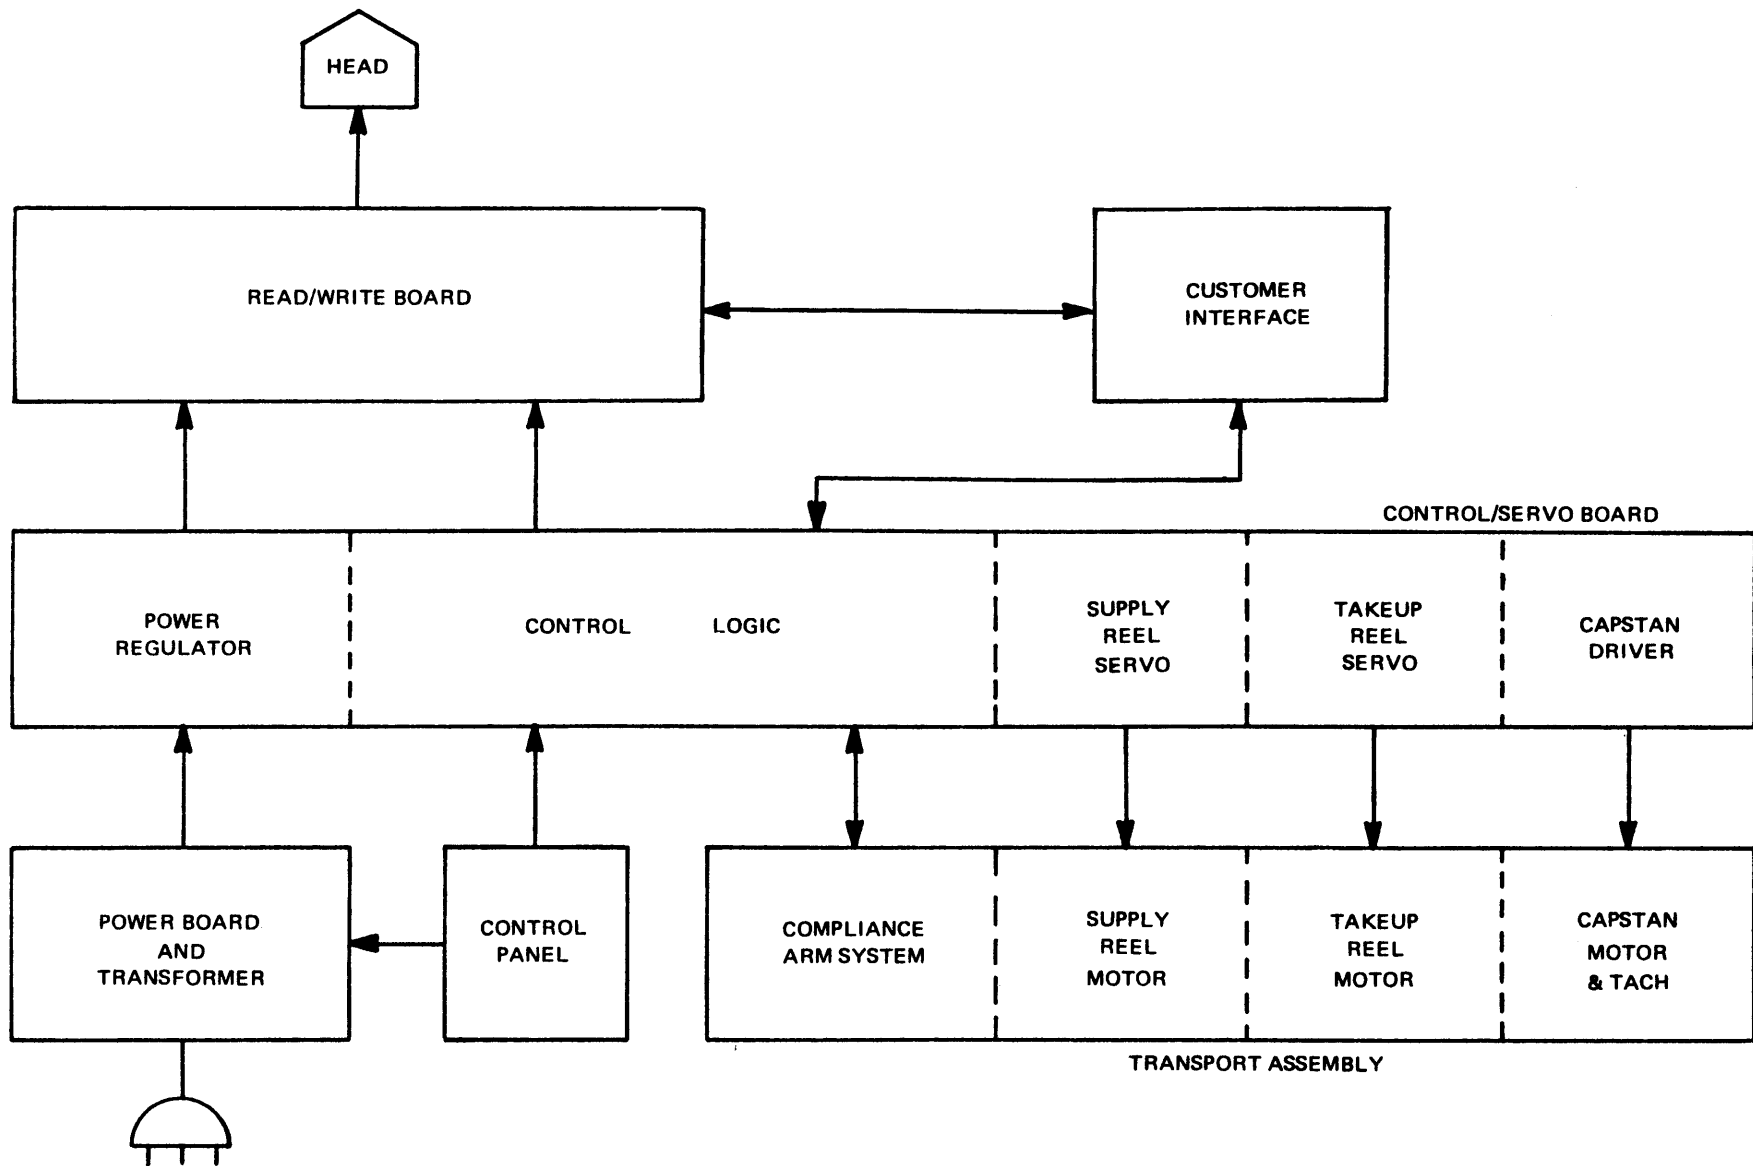 HEAD
READ/WRITE BOARD
CUSTOMER
INTERFACE
CONTROL/SERVO BOARD
POWER
REGULATOR
CONTROL LOGIC
SUPPLY
REEL
SERVO
TAKEUP
REEL
SERVO
CAPSTAN
DRIVER
POWER BOARD
AND
TRANSFORMER
CONTROL
PANEL
COMPLIANCE
ARM SYSTEM
SUPPLY
REEL
MOTOR
TAKEUP
REEL
MOTOR
CAPSTAN
MOTOR
& TACH
TRANSPORT ASSEMBLY